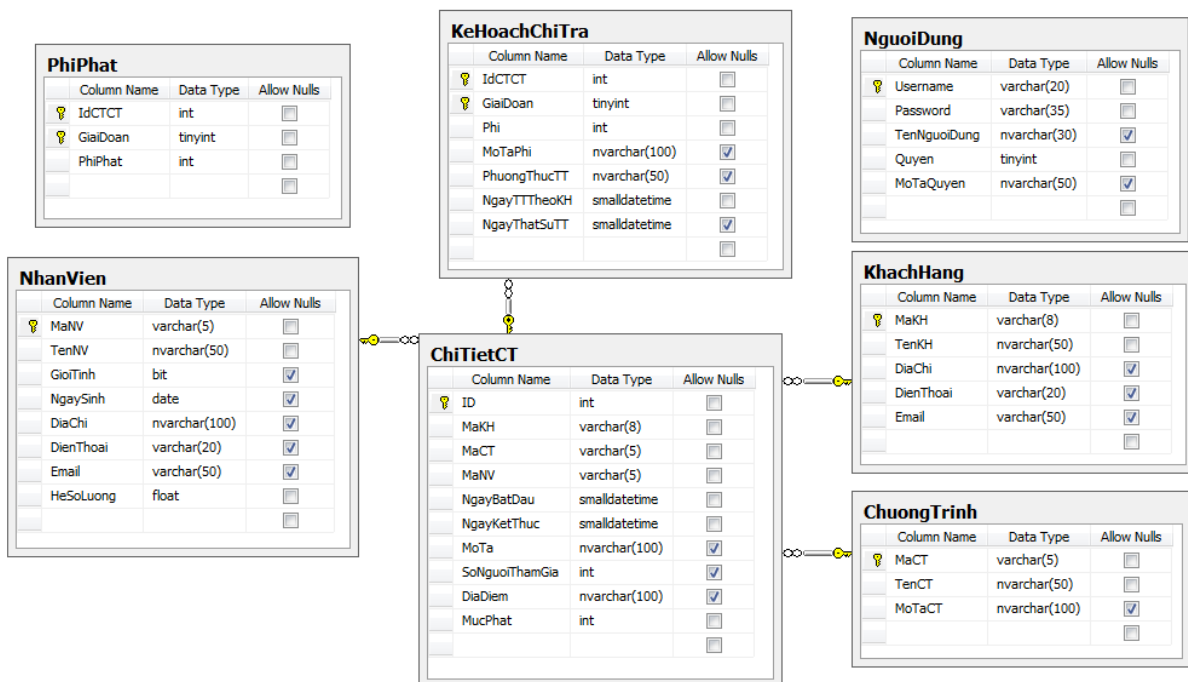 PhiPhat
Column Name Data Type Allow Nulls
IdCTCT int
GiaiDoan tinyint
PhiPhat int
KeHoachChiTra
Column Name Data Type Allow Nulls
IdCTCT int
GiaiDoan tinyint
Phi int
MoTaPhi nvarchar(100)
PhuongThucTT nvarchar(50)
NgayTTTheoKH smalldatetime
NgayThatSuTT smalldatetime
NguoiDung
Column Name Data Type Allow Nulls
Username varchar(20)
Password varchar(35)
TenNguoiDung nvarchar(30)
Quyen tinyint
MoTaQuyen nvarchar(50)
NhanVien
Column Name Data Type Allow Nulls
MaNV varchar(5)
TenNV nvarchar(50)
GioiTinh bit
NgaySinh date
DiaChi nvarchar(100)
DienThoai varchar(20)
Email varchar(50)
HeSoLuong float
ChiTietCT
Column Name Data Type Allow Nulls
ID int
MaKH varchar(8)
MaCT varchar(5)
MaNV varchar(5)
NgayBatDau smalldatetime
NgayKetThuc smalldatetime
MoTa nvarchar(100)
SoNguoiThamGia int
DiaDiem nvarchar(100)
MucPhat int
KhachHang
Column Name Data Type Allow Nulls
MaKH varchar(8)
TenKH nvarchar(50)
DiaChi nvarchar(100)
DienThoai varchar(20)
Email varchar(50)
ChuongTrinh
Column Name Data Type Allow Nulls
MaCT varchar(5)
TenCT nvarchar(50)
MoTaCT nvarchar(100)